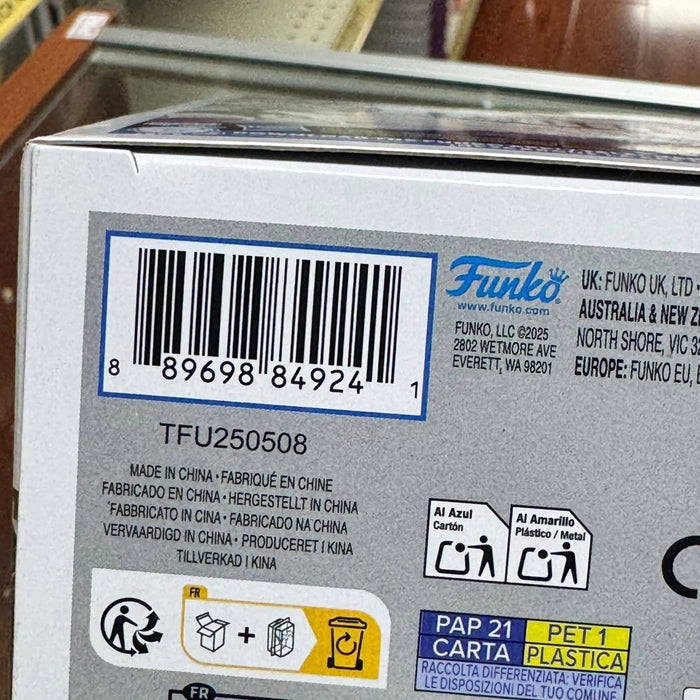 8 89698 84924 1
TFU250508
MADE IN CHINA • FABRIQUÉ EN CHINE
FABRICADO EN CHINA • HERGESTELLT IN CHINA
FABBRICATO IN CINA • FABRICADO NA CHINA
VERVAARDIGD IN CHINA • PRODUCERET I KINA
TILLVERKAD I KINA
Funko
www.funko.com
FUNKO, LLC ©2025
2802 WETMORE AVE
EVERETT, WA 98201
UK: FUNKO UK, LTD •
AUSTRALIA & NEW
NORTH SHORE, VIC
EUROPE: FUNKO EU,
Al Azul
Cartón
Al Amarillo
Plástico / Metal
FR
+
FR
PAP 21
CARTA
PET 1
PLASTICA
RACCOLTA DIFFERENZIATA: VERIFICA
LE DISPOSIZIONI DEL TUO COMUNE